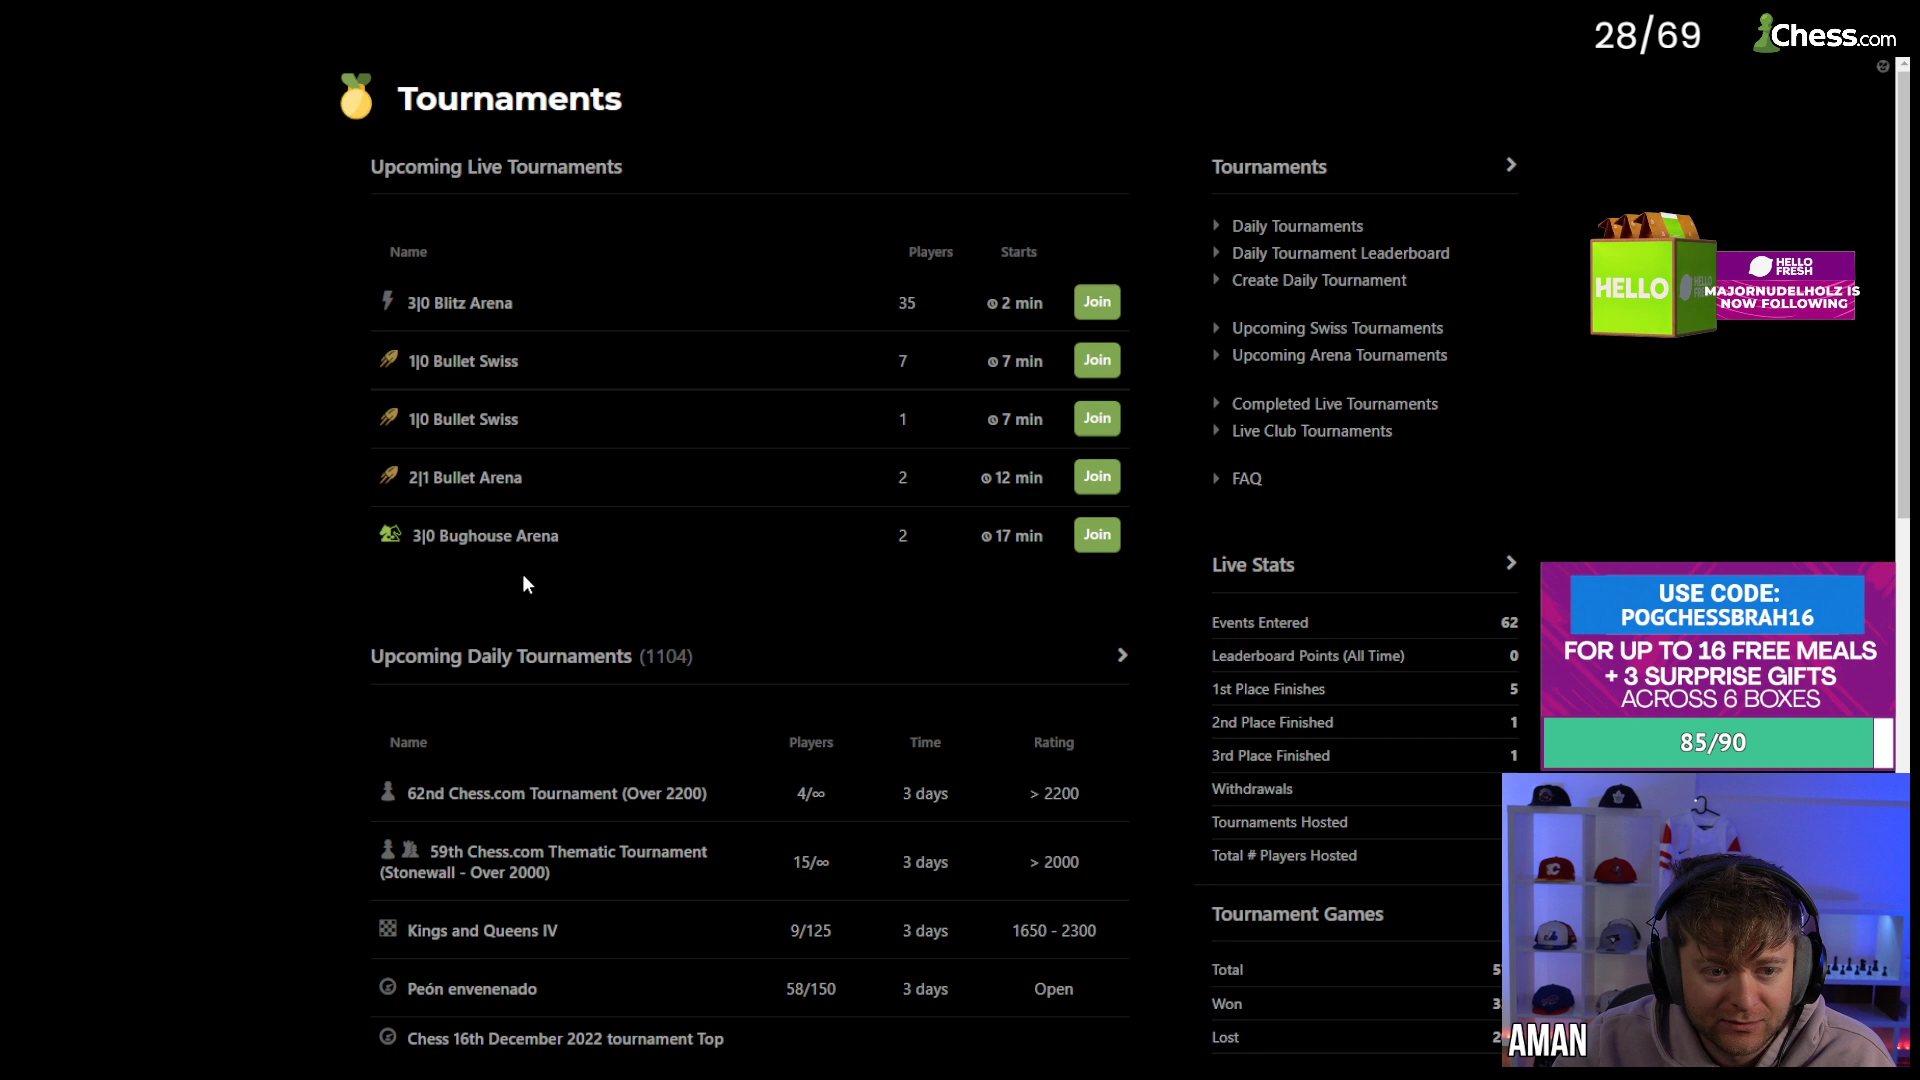 28/69
Chess.com
Tournaments
Upcoming Live Tournaments
Name Players Starts
3|0 Blitz Arena 35 2 min Join
1|0 Bullet Swiss 7 7 min Join
1|0 Bullet Swiss 1 7 min Join
2|1 Bullet Arena 2 12 min Join
3|0 Bughouse Arena 2 17 min Join
Upcoming Daily Tournaments (1104)
Name Players Time Rating
62nd Chess.com Tournament (Over 2200) 4/∞ 3 days > 2200
59th Chess.com Thematic Tournament
(Stonewall - Over 2000) 15/∞ 3 days > 2000
Kings and Queens IV 9/125 3 days 1650 - 2300
Peón envenenado 58/150 3 days Open
Chess 16th December 2022 tournament Top
Tournaments
Daily Tournaments
Daily Tournament Leaderboard
Create Daily Tournament
Upcoming Swiss Tournaments
Upcoming Arena Tournaments
Completed Live Tournaments
Live Club Tournaments
FAQ
Live Stats
Events Entered 62
Leaderboard Points (All Time) 0
1st Place Finishes 5
2nd Place Finished 1
3rd Place Finished 1
Withdrawals
Tournaments Hosted
Total # Players Hosted
Tournament Games
Total
Won
Lost
HELLO
HELLO
FRESH
MAJORNUDELHOLZ IS
NOW FOLLOWING
USE CODE:
POGCHESSBRAH16
FOR UP TO 16 FREE MEALS
+ 3 SURPRISE GIFTS
ACROSS 6 BOXES
85/90
AMAN